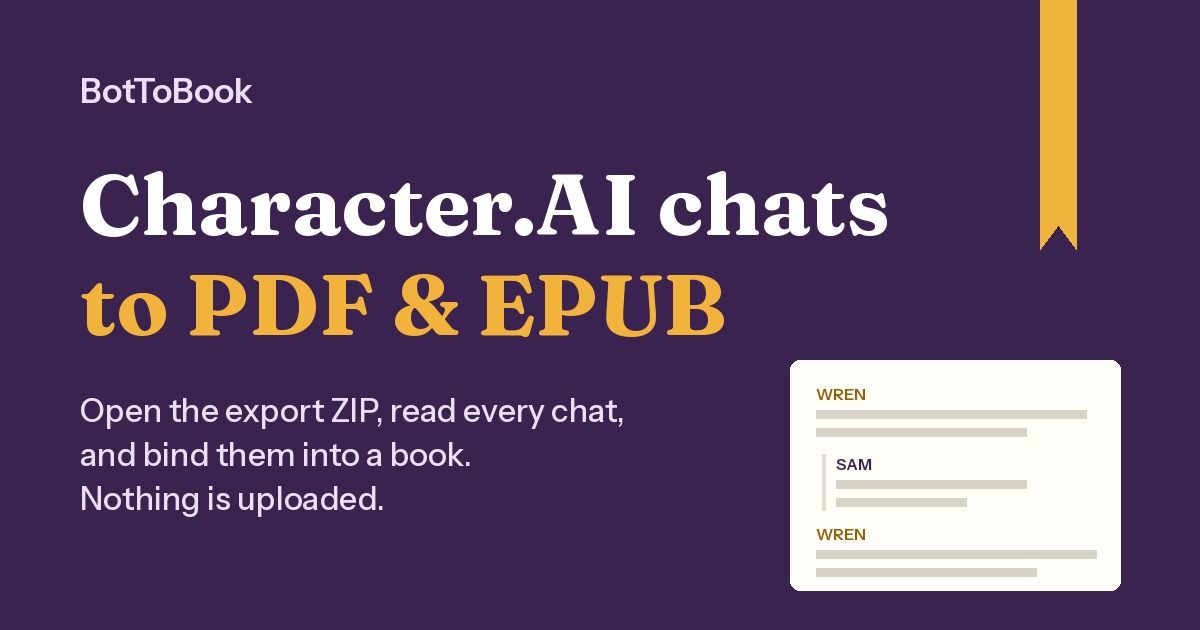 BotToBook
Character.AI chats
to PDF & EPUB
Open the export ZIP, read every chat,
and bind them into a book.
Nothing is uploaded.
WREN
SAM
WREN